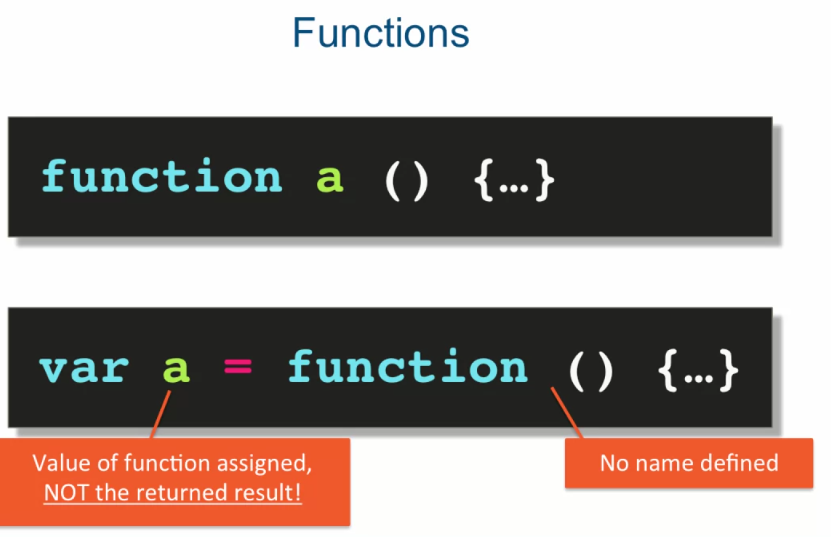 Functions
function a () {…}
var a = function () {…}
Value of function assigned,
NOT the returned result!
No name defined